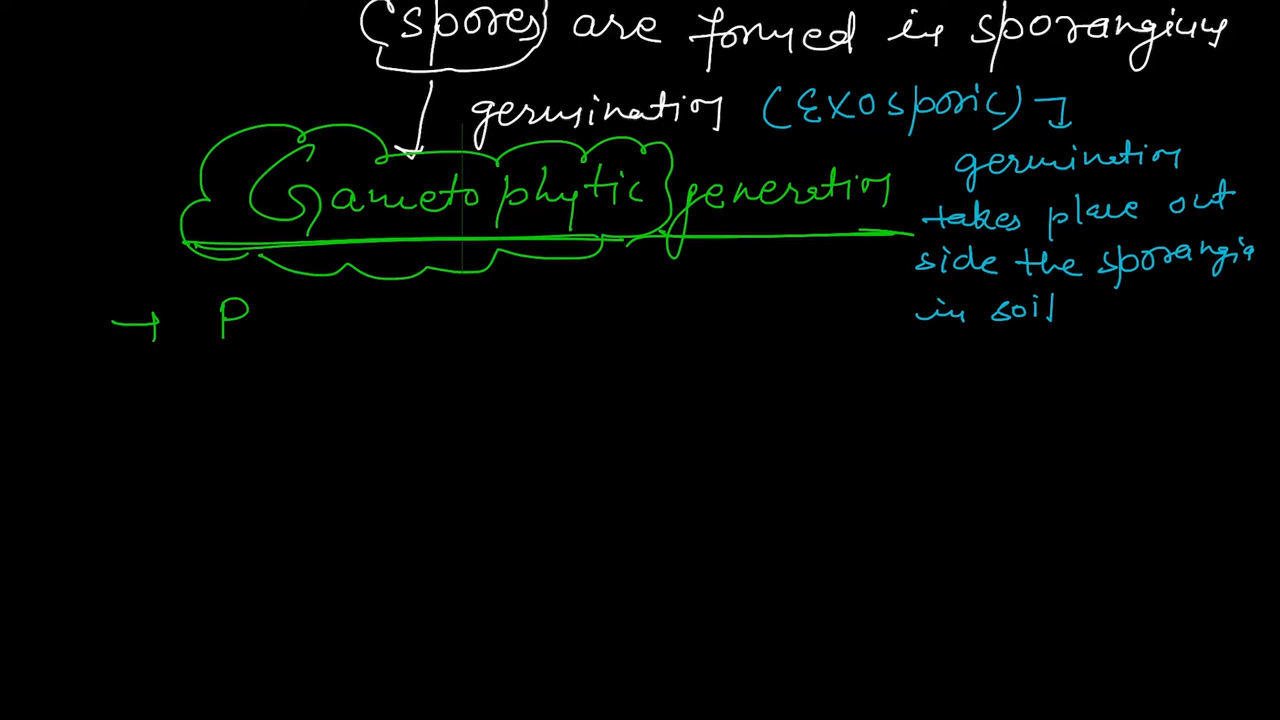 (spores) are formed in sporangium
germination (Exosporic)
Gametophytic generation
germination
takes place out
side the sporangia
in soil
→ P